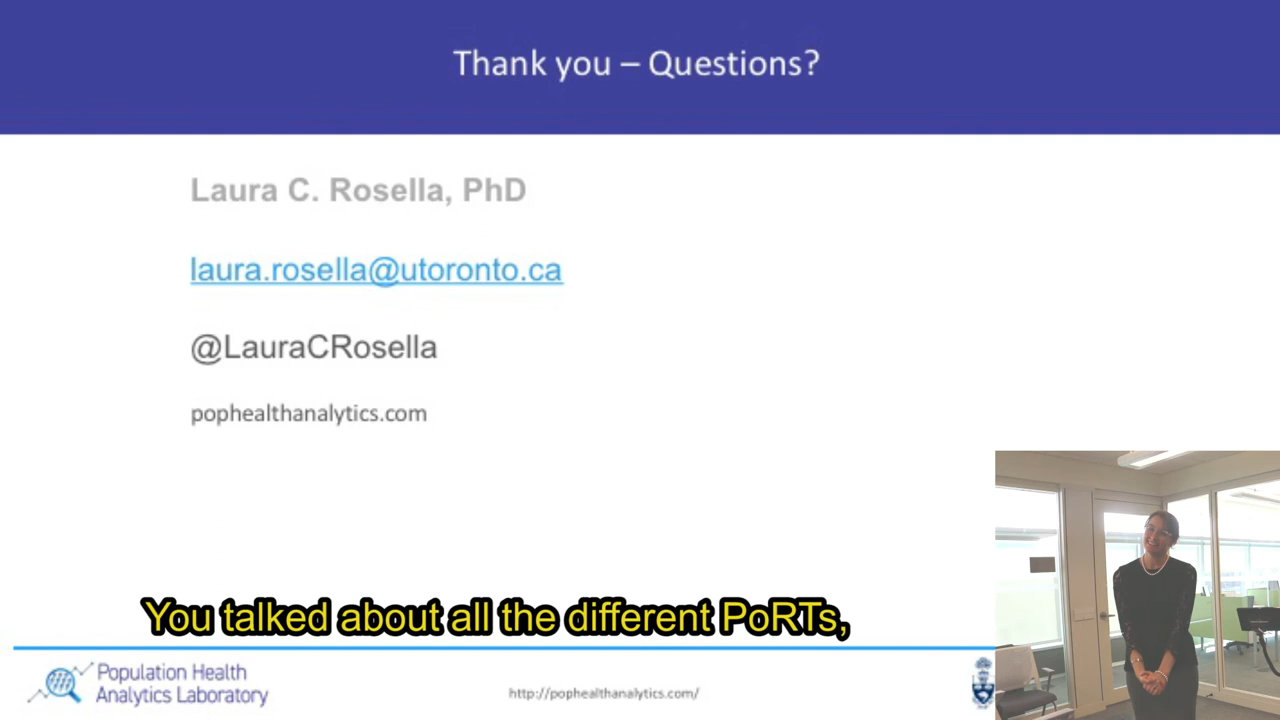 Thank you – Questions?
Laura C. Rosella, PhD
laura.rosella@utoronto.ca
@LauraCRosella
pophealthanalytics.com
You talked about all the different PoRTs,
Population Health
Analytics Laboratory
http://pophealthanalytics.com/